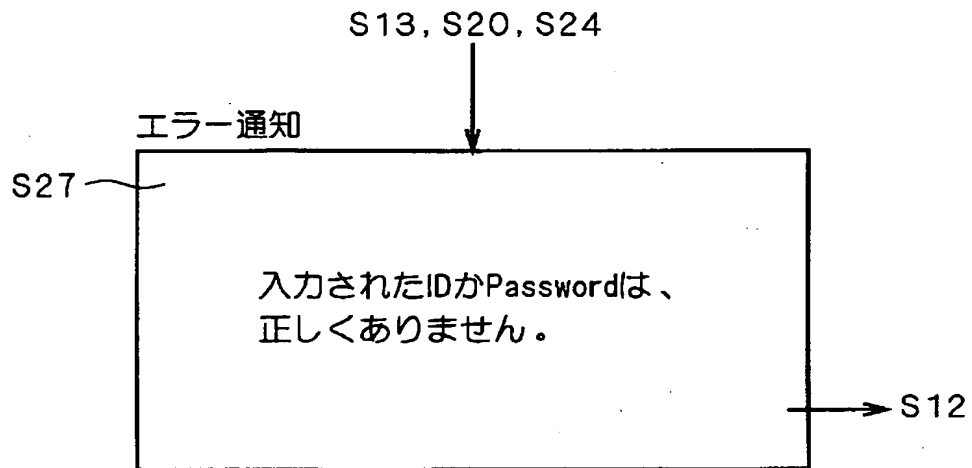 S13, S20, S24
エラー通知
S27
入力されたIDかPasswordは、
正しくありません。
S12